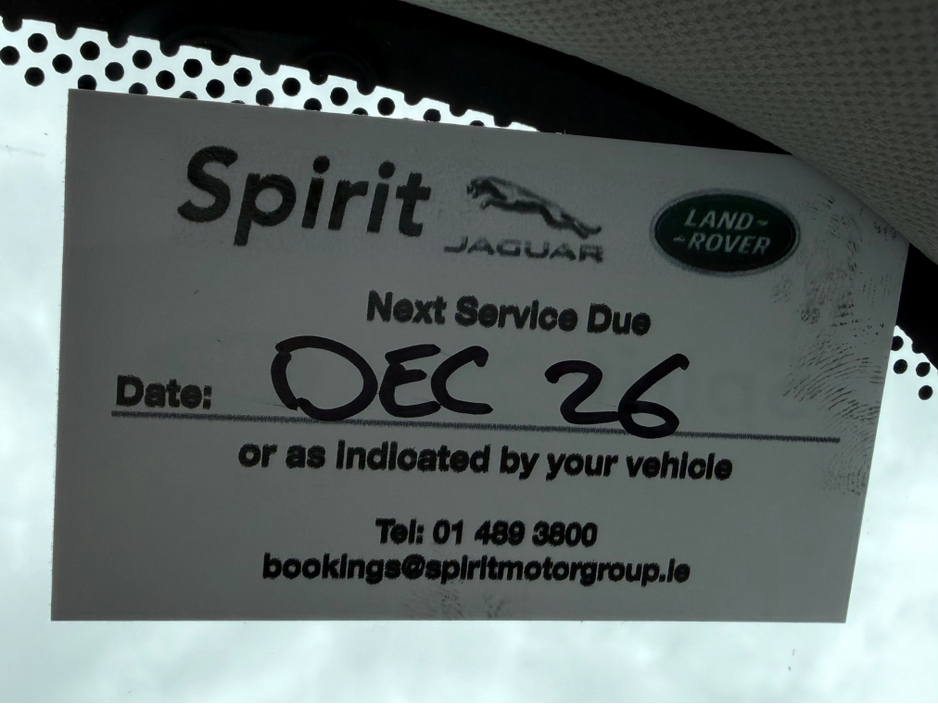 Spirit JAGUAR LAND-
-ROVER
Next Service Due
Date: DEC 26
or as indicated by your vehicle
Tel: 01 489 3800
bookings@spiritmotorgroup.ie